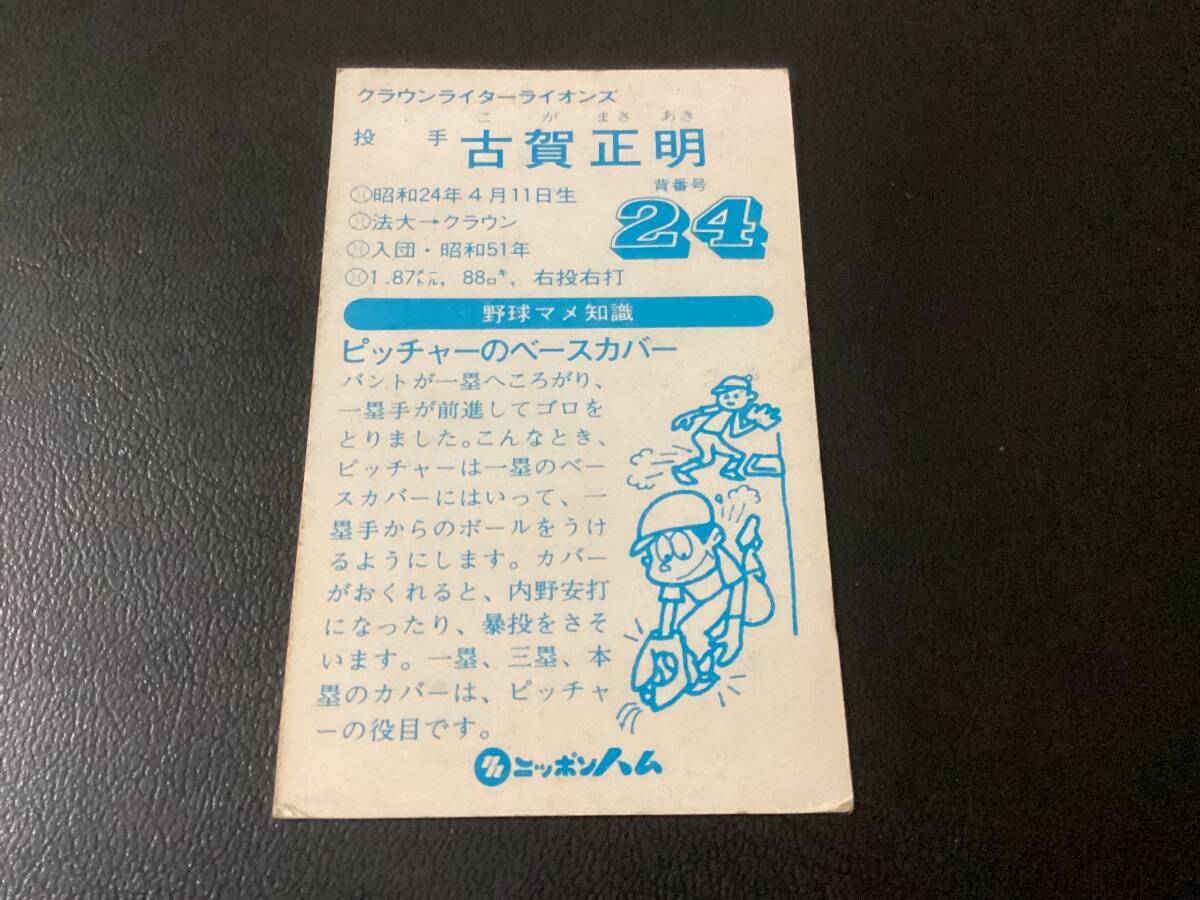 クラウンライターライオンズ
こがまさあき
投手 古賀正明
昭和24年4月11日生
背番号
法大→クラウン
24
入団・昭和51年
1.87メートル, 88キロ, 右投右打
野球マメ知識
ピッチャーのベースカバー
バントが一塁へころがり、
一塁手が前進してゴロを
とりました。こんなとき、
ピッチャーは一塁のベー
スカバーにはいって、一
塁手からのボールをうけ
るようにします。カバー
がおくれると、内野安打
になったり、暴投をさそ
います。一塁、三塁、本
塁のカバーは、ピッチャ
ーの役目です。
ニッポンハム